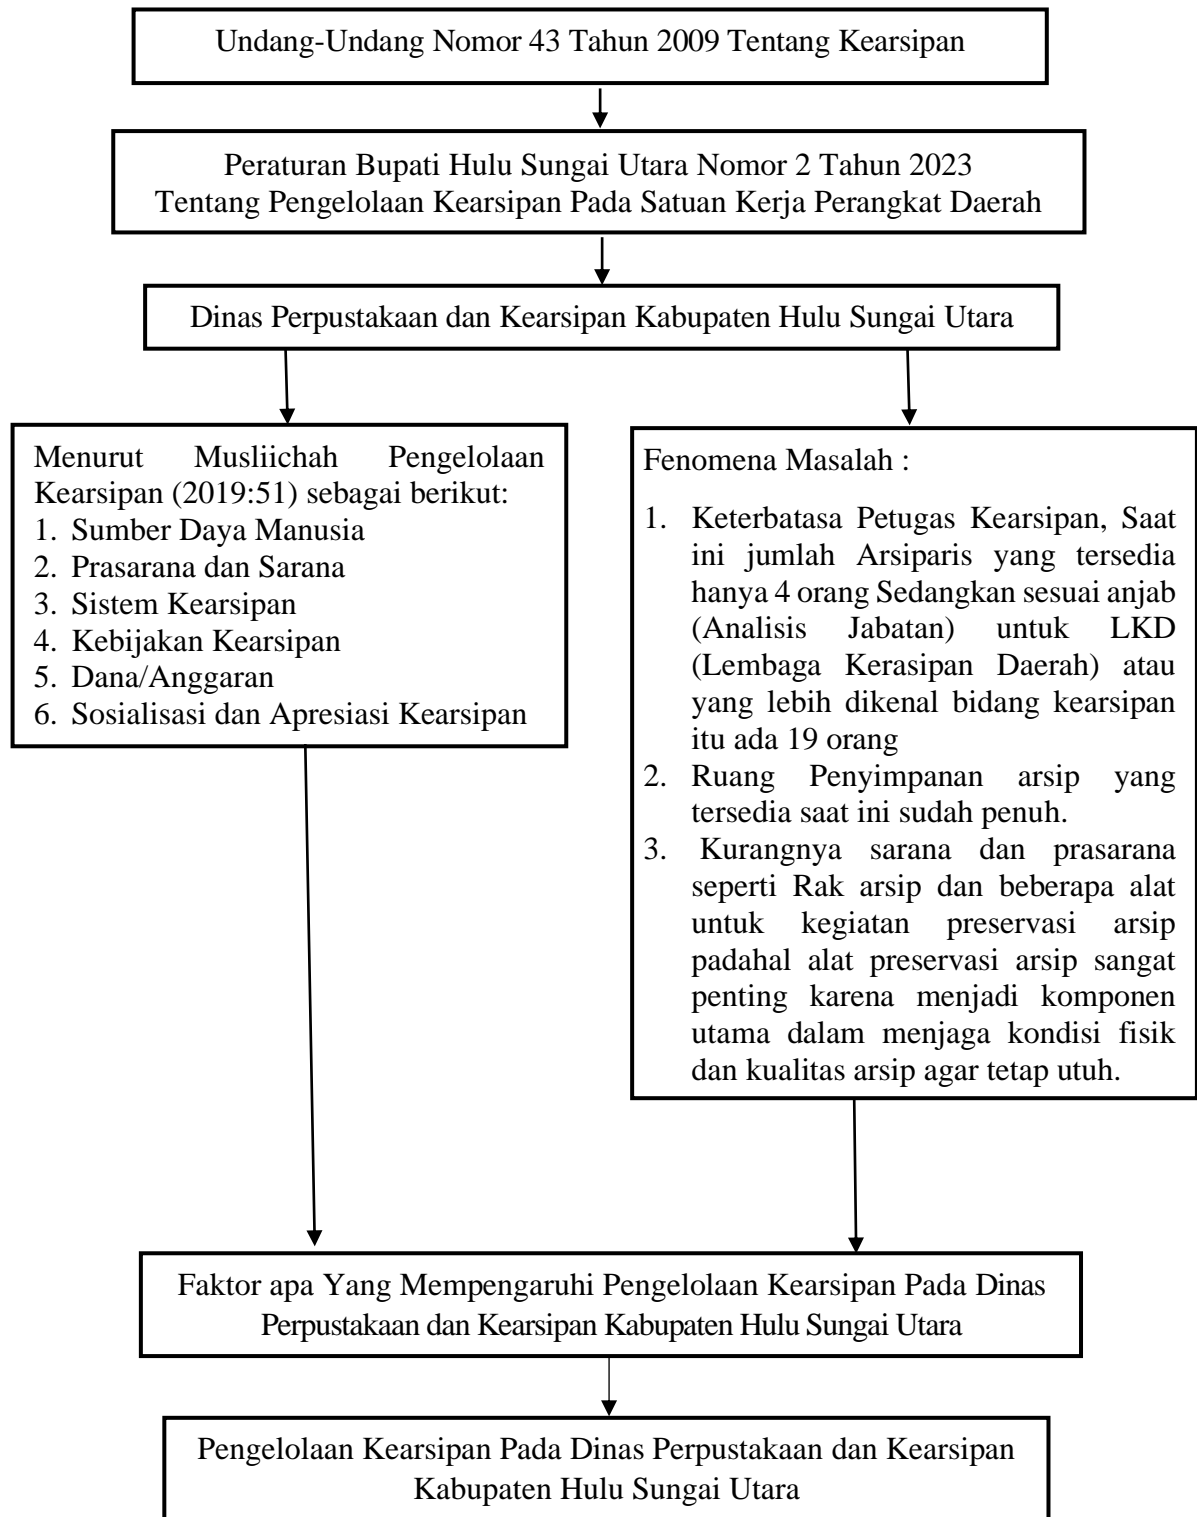 Undang-Undang Nomor 43 Tahun 2009 Tentang Kearsipan
Peraturan Bupati Hulu Sungai Utara Nomor 2 Tahun 2023
Tentang Pengelolaan Kearsipan Pada Satuan Kerja Perangkat Daerah
Dinas Perpustakaan dan Kearsipan Kabupaten Hulu Sungai Utara
Menurut Musliichah Pengelolaan
Kearsipan (2019:51) sebagai berikut:
1. Sumber Daya Manusia
2. Prasarana dan Sarana
3. Sistem Kearsipan
4. Kebijakan Kearsipan
5. Dana/Anggaran
6. Sosialisasi dan Apresiasi Kearsipan
Fenomena Masalah :
1. Keterbatasa Petugas Kearsipan, Saat
ini jumlah Arsiparis yang tersedia
hanya 4 orang Sedangkan sesuai anjab
(Analisis Jabatan) untuk LKD
(Lembaga Kerasipan Daerah) atau
yang lebih dikenal bidang kearsipan
itu ada 19 orang
2. Ruang Penyimpanan arsip yang
tersedia saat ini sudah penuh.
3. Kurangnya sarana dan prasarana
seperti Rak arsip dan beberapa alat
untuk kegiatan preservasi arsip
padahal alat preservasi arsip sangat
penting karena menjadi komponen
utama dalam menjaga kondisi fisik
dan kualitas arsip agar tetap utuh.
Faktor apa Yang Mempengaruhi Pengelolaan Kearsipan Pada Dinas
Perpustakaan dan Kearsipan Kabupaten Hulu Sungai Utara
Pengelolaan Kearsipan Pada Dinas Perpustakaan dan Kearsipan
Kabupaten Hulu Sungai Utara